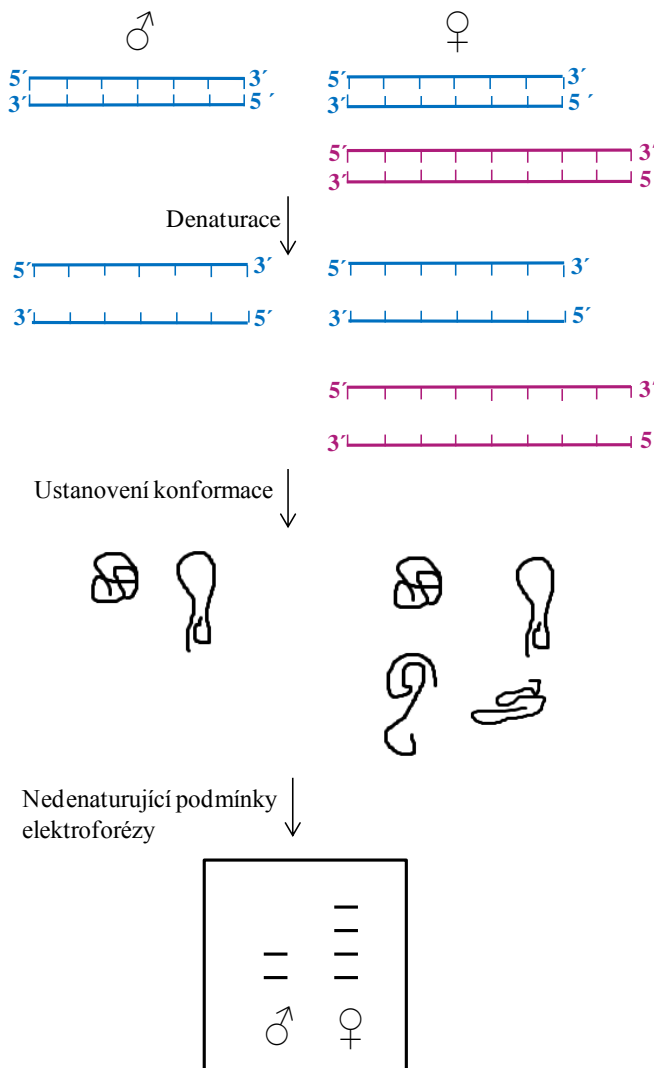 ♂ ♀
5´ 3´ 5´ 3´
3´ 5´ 3´ 5´
5´ 3´
3´ 5
Denaturace
5´ 3´ 5´ 3´
3´ 5´ 3´ 5´
5´ 3´
3´ 5
Ustanovení konformace
Nedenaturující podmínky
elektroforézy
♂ ♀